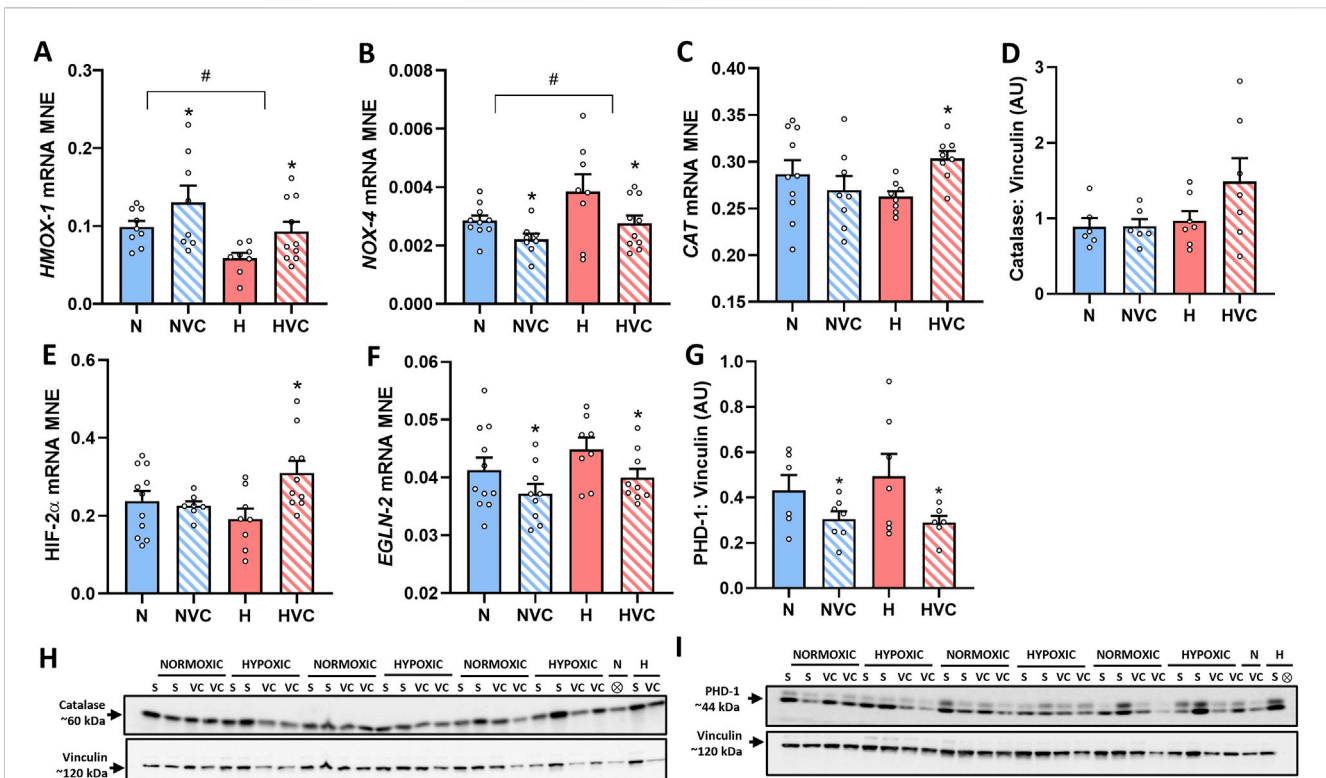 A
HMOX-1 mRNA MNE
0.3
0.2
0.1
0.0
#
*
*
N NVC H HVC
B
NOX-4 mRNA MNE
0.008
0.006
0.004
0.002
0.000
#
*
*
N NVC H HVC
C
CAT mRNA MNE
0.40
0.35
0.30
0.25
0.20
0.15
*
N NVC H HVC
D
Catalase: Vinculin (AU)
3
2
1
0
N NVC H HVC
E
HIF-2α mRNA MNE
0.6
0.4
0.2
0.0
*
N NVC H HVC
F
EGLN-2 mRNA MNE
0.06
0.05
0.04
0.03
0.02
*
*
N NVC H HVC
G
PHD-1: Vinculin (AU)
1.0
0.8
0.6
0.4
0.2
0.0
*
*
N NVC H HVC
H
NORMOXIC HYPOXIC NORMOXIC HYPOXIC NORMOXIC HYPOXIC N H
S S VC VC S S VC VC S S VC VC S S VC VC S S VC VC S S VC VC ⊗ S VC
Catalase
~60 kDa
Vinculin
~120 kDa
I
NORMOXIC HYPOXIC NORMOXIC HYPOXIC NORMOXIC HYPOXIC N H
S S VC VC S S VC VC S S VC VC S S VC VC S S VC VC S S VC VC VC S ⊗
PHD-1
~44 kDa
Vinculin
~120 kDa